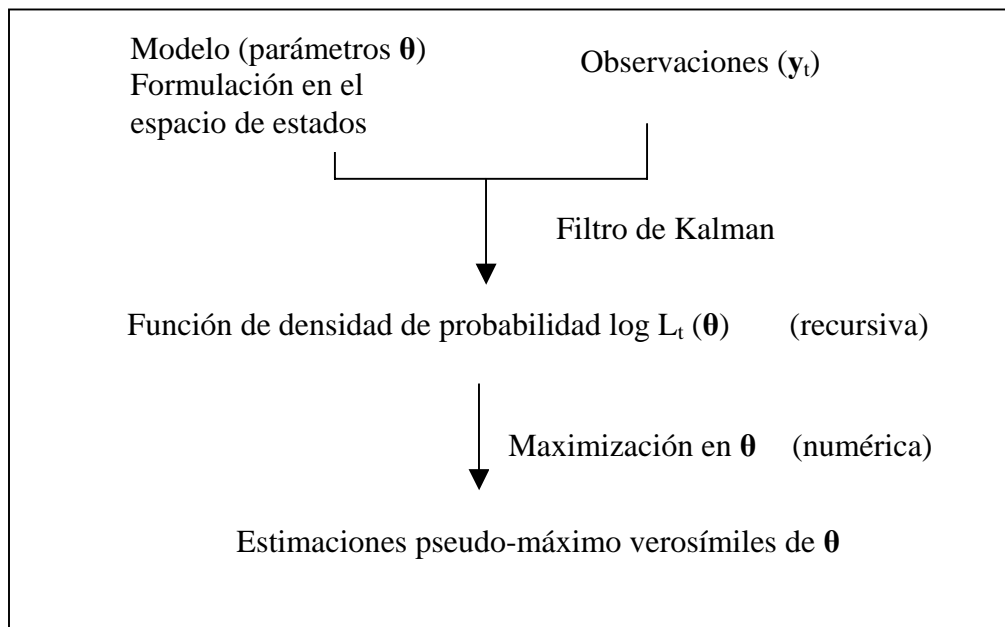 Modelo (parámetros θ)
Formulación en el
espacio de estados
Observaciones (yt)
Filtro de Kalman
Función de densidad de probabilidad log Lt (θ) (recursiva)
Maximización en θ (numérica)
Estimaciones pseudo-máximo verosímiles de θ